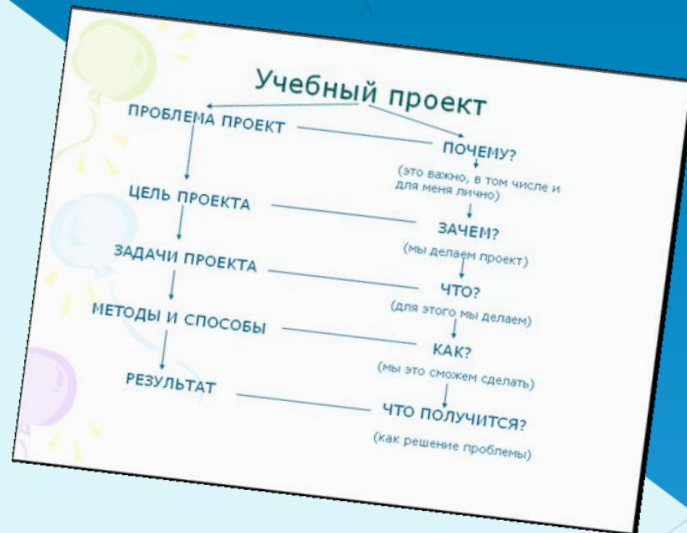 А
Учебный проект
ПРОБЛЕМА ПРОЕКТ
ПОЧЕМУ?
(это важно, в том числе и
для меня лично)
ЦЕЛЬ ПРОЕКТА
ЗАЧЕМ?
(мы делаем проект)
ЗАДАЧИ ПРОЕКТА
ЧТО?
(для этого мы делаем)
МЕТОДЫ И СПОСОБЫ
КАК?
(мы это сможем сделать)
РЕЗУЛЬТАТ
ЧТО ПОЛУЧИТСЯ?
(как решение проблемы)